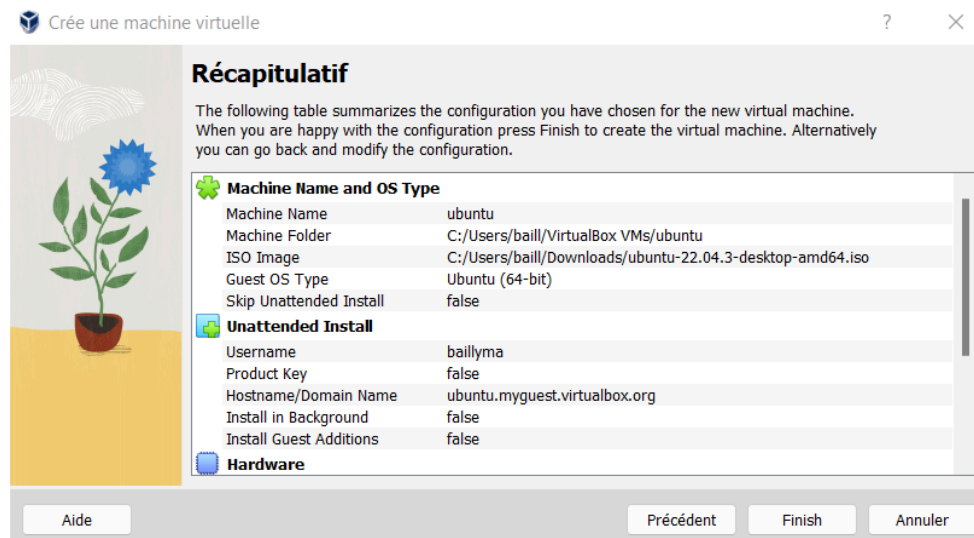 Crée une machine virtuelle ?
Récapitulatif
The following table summarizes the configuration you have chosen for the new virtual machine.
When you are happy with the configuration press Finish to create the virtual machine. Alternatively
you can go back and modify the configuration.
Machine Name and OS Type
Machine Name ubuntu
Machine Folder C:/Users/baill/VirtualBox VMs/ubuntu
ISO Image C:/Users/baill/Downloads/ubuntu-22.04.3-desktop-amd64.iso
Guest OS Type Ubuntu (64-bit)
Skip Unattended Install false
Unattended Install
Username baillyma
Product Key false
Hostname/Domain Name ubuntu.myguest.virtualbox.org
Install in Background false
Install Guest Additions false
Hardware
Aide Précédent Finish Annuler